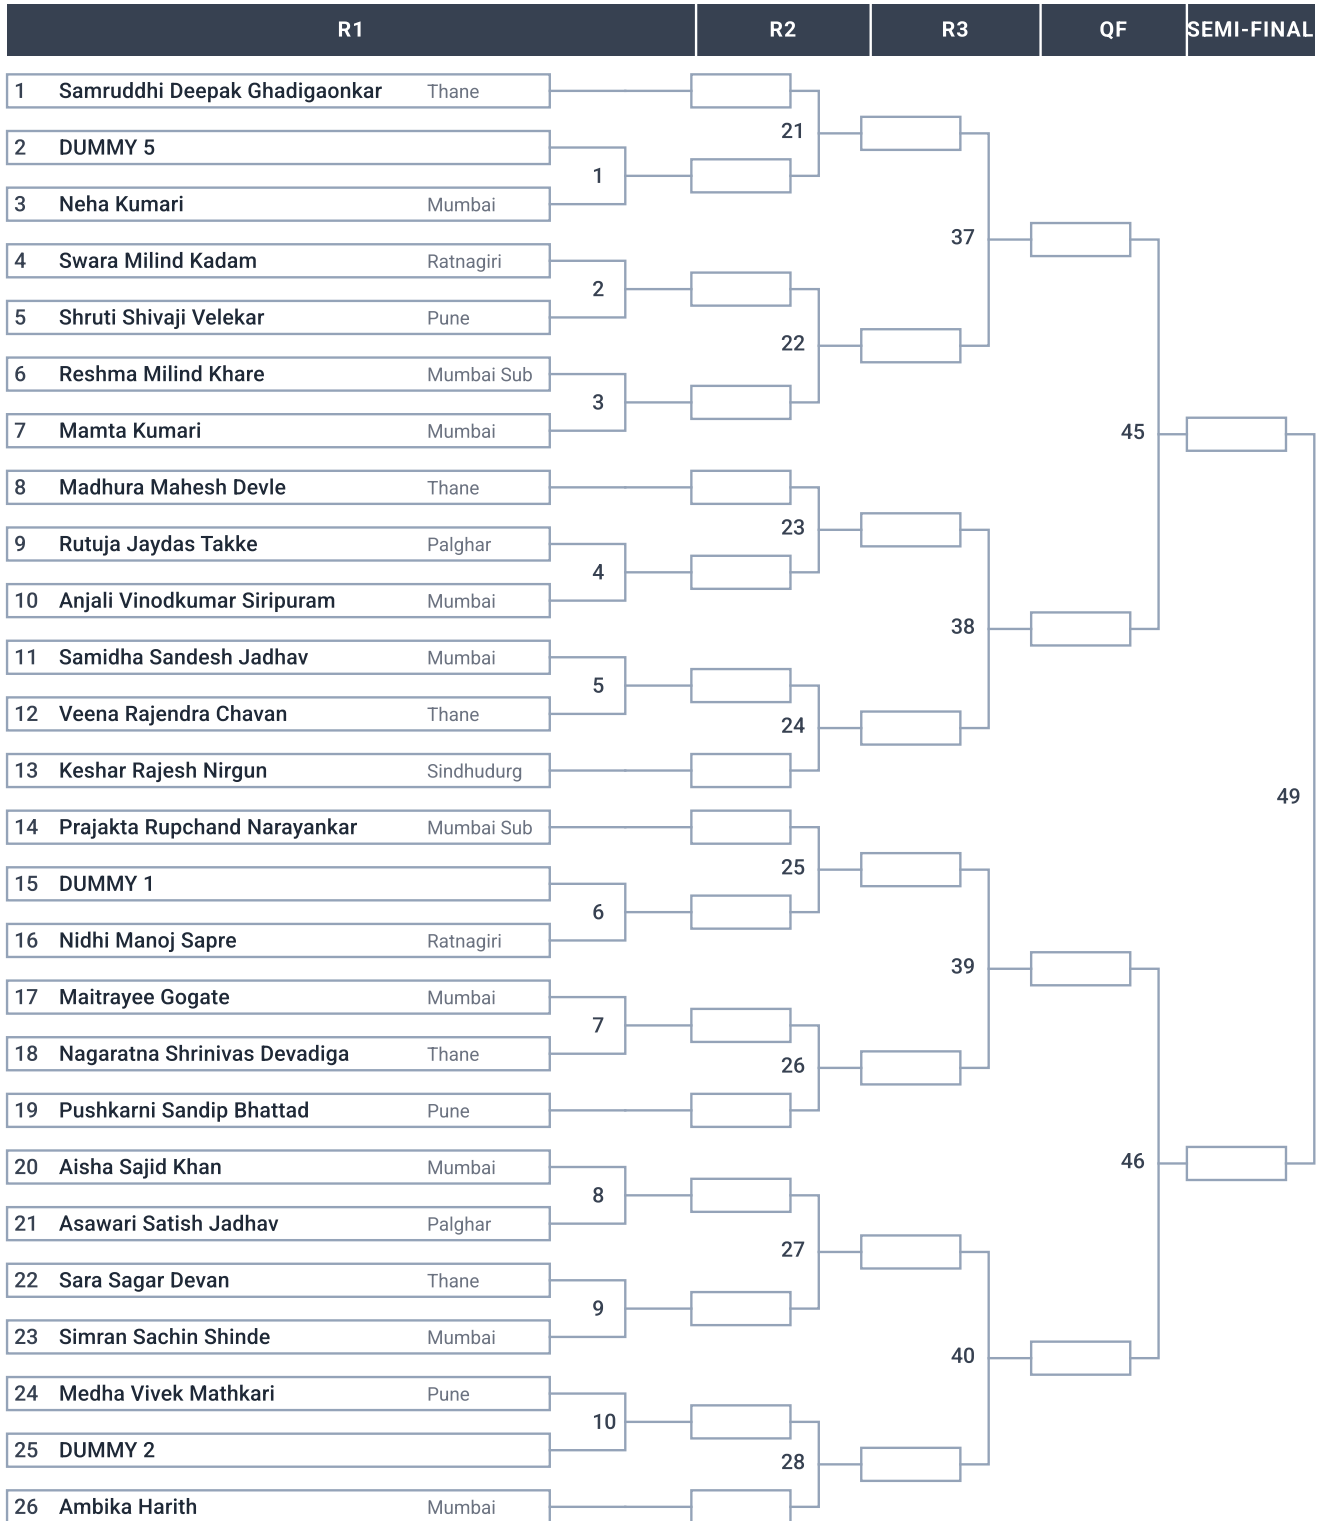 R1 R2 R3 QF SEMI-FINAL
1 Samruddhi Deepak Ghadigaonkar Thane
21
2 DUMMY 5
1
3 Neha Kumari Mumbai
37
4 Swara Milind Kadam Ratnagiri
2
5 Shruti Shivaji Velekar Pune
22
6 Reshma Milind Khare Mumbai Sub
3
7 Mamta Kumari Mumbai
45
8 Madhura Mahesh Devle Thane
23
9 Rutuja Jaydas Takke Palghar
4
10 Anjali Vinodkumar Siripuram Mumbai
38
11 Samidha Sandesh Jadhav Mumbai
5
12 Veena Rajendra Chavan Thane
24
13 Keshar Rajesh Nirgun Sindhudurg
49
14 Prajakta Rupchand Narayankar Mumbai Sub
25
15 DUMMY 1
6
16 Nidhi Manoj Sapre Ratnagiri
39
17 Maitrayee Gogate Mumbai
7
18 Nagaratna Shrinivas Devadiga Thane
26
19 Pushkarni Sandip Bhattad Pune
46
20 Aisha Sajid Khan Mumbai
8
21 Asawari Satish Jadhav Palghar
27
22 Sara Sagar Devan Thane
9
23 Simran Sachin Shinde Mumbai
40
24 Medha Vivek Mathkari Pune
10
25 DUMMY 2
28
26 Ambika Harith Mumbai